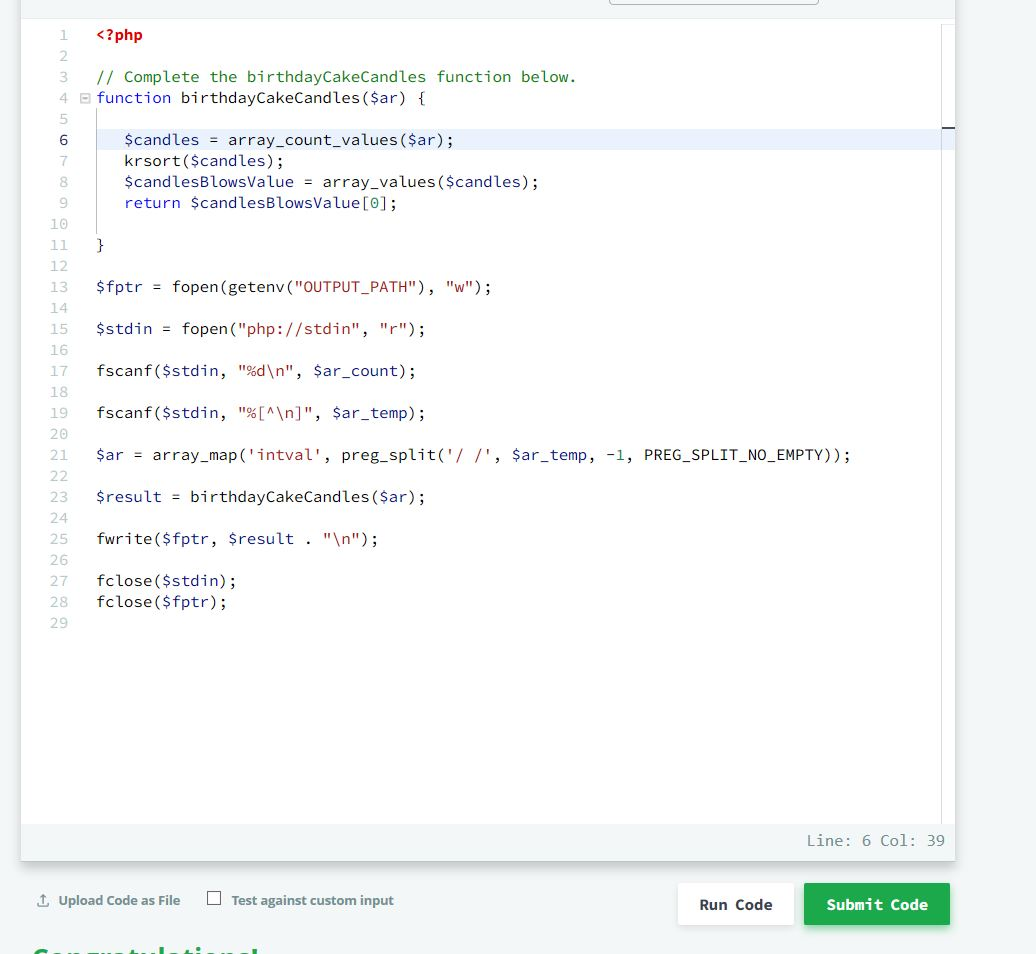 1 <?php
2
3 // Complete the birthdayCakeCandles function below.
4 function birthdayCakeCandles($ar) {
5
6 $candles = array_count_values($ar);
7 krsort($candles);
8 $candlesBlowsValue = array_values($candles);
9 return $candlesBlowsValue[0];
10
11 }
12
13 $fptr = fopen(getenv("OUTPUT_PATH"), "w");
14
15 $stdin = fopen("php://stdin", "r");
16
17 fscanf($stdin, "%d\n", $ar_count);
18
19 fscanf($stdin, "%[^\n]", $ar_temp);
20
21 $ar = array_map('intval', preg_split('/ /', $ar_temp, -1, PREG_SPLIT_NO_EMPTY));
22
23 $result = birthdayCakeCandles($ar);
24
25 fwrite($fptr, $result . "\n");
26
27 fclose($stdin);
28 fclose($fptr);
29
Line: 6 Col: 39
Upload Code as File Test against custom input Run Code Submit Code
Congratulations!